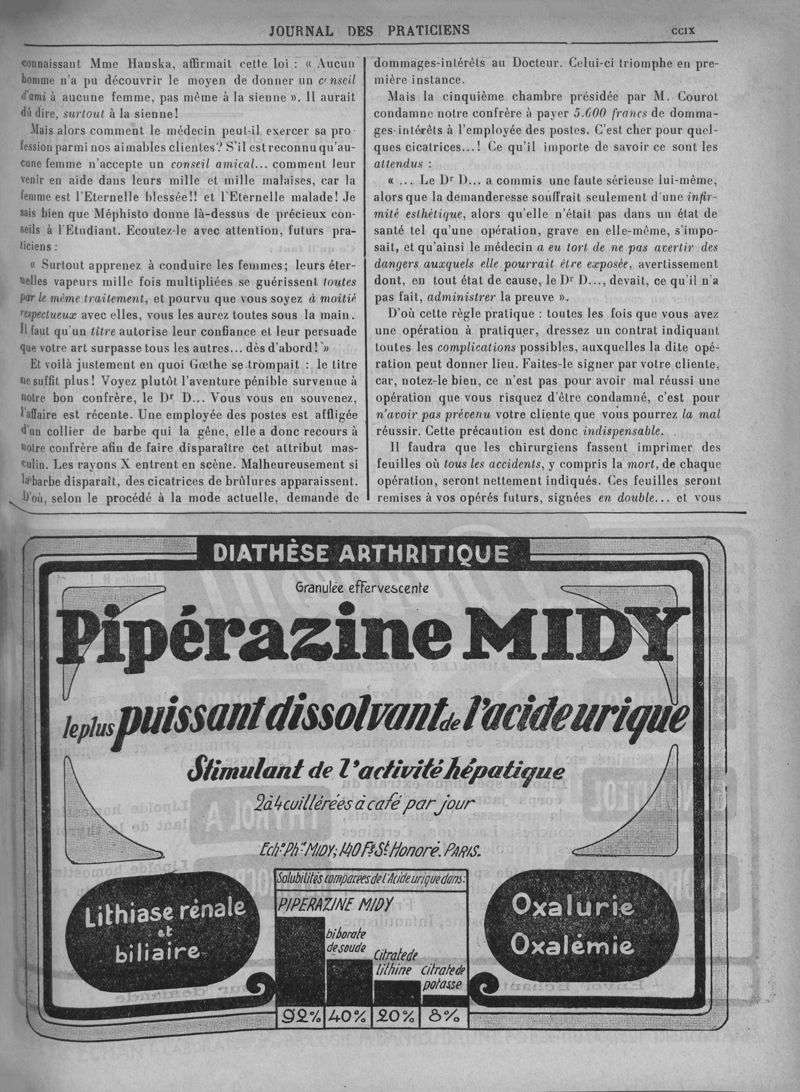 JOURNAL DES PRATICIENS
CCIX
connaissant Mme Hanska, affirmait cette loi : « Aucun
homme n'a pu découvrir le moyen de donner un conseil
d'ami à aucune femme, pas même à la sienne ». Il aurait
dû dire, surtout à la sienne!
Mais alors comment le médecin peut-il exercer sa pro-
fession parmi nos aimables clientes? S'il est reconnu qu'au-
cune femme n'accepte un conseil amical... comment leur
venir en aide dans leurs mille et mille malaises, car la
femme est l'Eternelle blessée!! et l'Eternelle malade! Je
sais bien que Méphisto donne là-dessus de précieux con-
seils à l'Etudiant. Ecoutez-le avec attention, futurs pra-
ticiens :
« Surtout apprenez à conduire les femmes; leurs éter-
nelles vapeurs mille fois multipliées se guérissent toutes
par le même traitement, et pourvu que vous soyez à moitié
respectueux avec elles, vous les aurez toutes sous la main.
Il faut qu'un titre autorise leur confiance et leur persuade
que votre art surpasse tous les autres... dès d'abord! »
Et voilà justement en quoi Gœthe se trompait : le titre
ne suffit plus! Voyez plutôt l'aventure pénible survenue à
notre bon confrère, le Dr D... Vous vous en souvenez,
l'affaire est récente. Une employée des postes est affligée
d'un collier de barbe qui la gêne, elle a donc recours à
notre confrère afin de faire disparaître cet attribut mas-
culin. Les rayons X entrent en scène. Malheureusement si
la barbe disparaît, des cicatrices de brûlures apparaissent.
D'où, selon le procédé à la mode actuelle, demande de
dommages-intérêts au Docteur. Celui-ci triomphe en pre-
mière instance.
Mais la cinquième chambre présidée par M. Courot
condamne notre confrère à payer 5.000 francs de domma-
ges-intérêts à l'employée des postes. C'est cher pour quel-
ques cicatrices...! Ce qu'il importe de savoir ce sont les
attendus :
« ... Le Dr D... a commis une faute sérieuse lui-même,
alors que la demanderesse souffrait seulement d'une infir-
mité esthétique, alors qu'elle n'était pas dans un état de
santé tel qu'une opération, grave en elle-même, s'impo-
sait, et qu'ainsi le médecin a eu tort de ne pas avertir des
dangers auxquels elle pourrait être exposée, avertissement
dont, en tout état de cause, le Dr D..., devait, ce qu'il n'a
pas fait, administrer la preuve ».
D'où cette règle pratique : toutes les fois que vous avez
une opération à pratiquer, dressez un contrat indiquant
toutes les complications possibles, auxquelles la dite opé-
ration peut donner lieu. Faites-le signer par votre cliente,
car, notez-le bien, ce n'est pas pour avoir mal réussi une
opération que vous risquez d'être condamné, c'est pour
n'avoir pas prévenu votre cliente que vous pourrez la mal
réussir. Cette précaution est donc indispensable.
Il faudra que les chirurgiens fassent imprimer des
feuilles où tous les accidents, y compris la mort, de chaque
opération, seront nettement indiqués. Ces feuilles seront
remises à vos opérés futurs, signées en double... et vous
DIATHÈSE ARTHRITIQUE
Granulée effervescente
Pipérazine MIDY
le plus puissant dissolvant de l'acide urique
Stimulant de l'activité hépatique
2 à 4 cuillérées à café par jour
Echons Phie MIDY, 140 Fg St Honoré. PARIS.
Lithiase rénale
et
biliaire
Solubilités comparées de l'Acide urique dans:
PIPERAZINE MIDY
biborate
de soude
Citrate de
lithine
citrate de
potasse
92% 40% 20% 8%
Oxalurie
Oxalémie